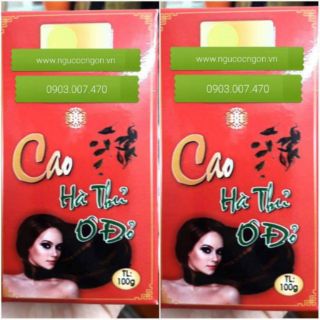 www.ngucocngon.vn
0903.007.470
Cao
Hà Thủ
Ô Đỏ
TL:
100g
www.ngucocngon.vn
0903.007.470
Cao
Hà Thủ
Ô Đỏ
TL:
100g